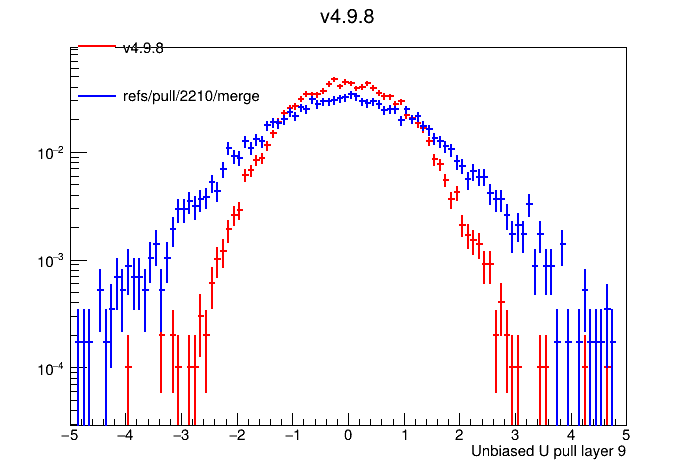 v4.9.8
v4.9.8
refs/pull/2210/merge
10−2
10−3
10−4
−5 −4 −3 −2 −1 0 1 2 3 4 5
Unbiased U pull layer 9